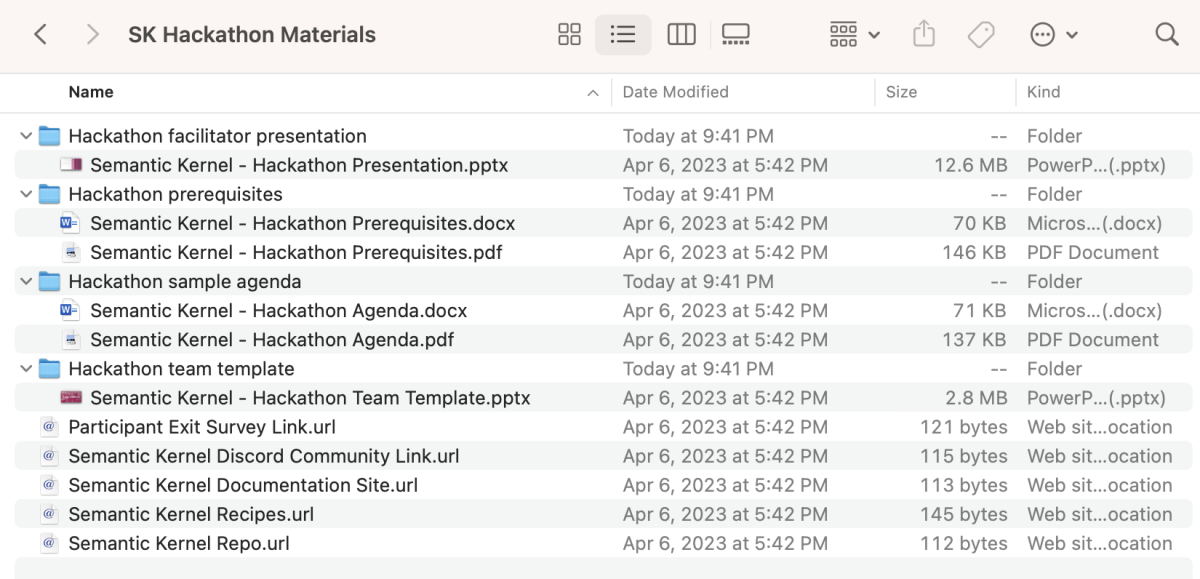 SK Hackathon Materials
Name Date Modified Size Kind
Hackathon facilitator presentation Today at 9:41 PM -- Folder
Semantic Kernel - Hackathon Presentation.pptx Apr 6, 2023 at 5:42 PM 12.6 MB PowerP...(.pptx)
Hackathon prerequisites Today at 9:41 PM -- Folder
Semantic Kernel - Hackathon Prerequisites.docx Apr 6, 2023 at 5:42 PM 70 KB Micros...(.docx)
Semantic Kernel - Hackathon Prerequisites.pdf Apr 6, 2023 at 5:42 PM 146 KB PDF Document
Hackathon sample agenda Today at 9:41 PM -- Folder
Semantic Kernel - Hackathon Agenda.docx Apr 6, 2023 at 5:42 PM 71 KB Micros...(.docx)
Semantic Kernel - Hackathon Agenda.pdf Apr 6, 2023 at 5:42 PM 137 KB PDF Document
Hackathon team template Today at 9:41 PM -- Folder
Semantic Kernel - Hackathon Team Template.pptx Apr 6, 2023 at 5:42 PM 2.8 MB PowerP...(.pptx)
Participant Exit Survey Link.url Apr 6, 2023 at 5:42 PM 121 bytes Web sit...ocation
Semantic Kernel Discord Community Link.url Apr 6, 2023 at 5:42 PM 115 bytes Web sit...ocation
Semantic Kernel Documentation Site.url Apr 6, 2023 at 5:42 PM 113 bytes Web sit...ocation
Semantic Kernel Recipes.url Apr 6, 2023 at 5:42 PM 145 bytes Web sit...ocation
Semantic Kernel Repo.url Apr 6, 2023 at 5:42 PM 112 bytes Web sit...ocation